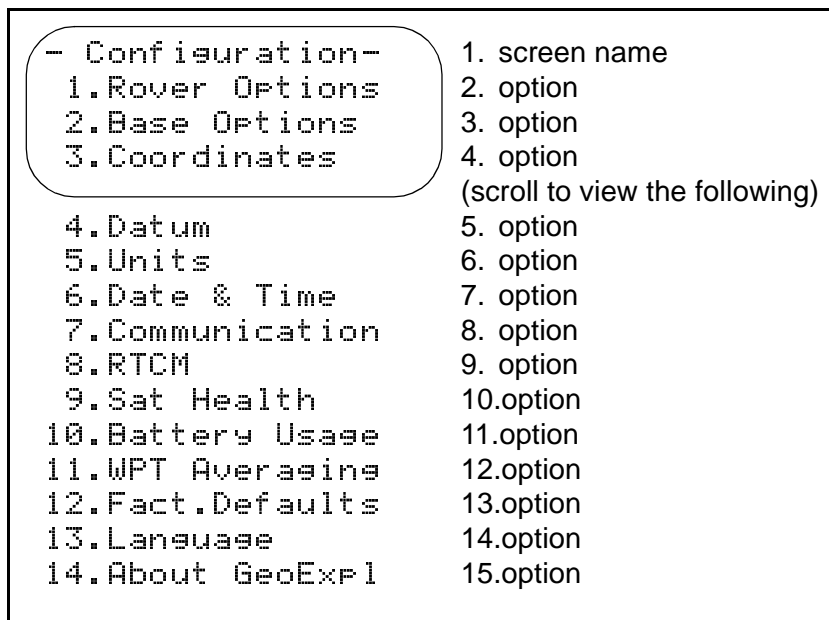 - Configuration- 1. screen name
1.Rover Options 2. option
2.Base Options 3. option
3.Coordinates 4. option
(scroll to view the following)
4.Datum 5. option
5.Units 6. option
6.Date & Time 7. option
7.Communication 8. option
8.RTCM 9. option
9.Sat Health 10.option
10.Battery Usage 11.option
11.WPT Averaging 12.option
12.Fact.Defaults 13.option
13.Language 14.option
14.About GeoExpl 15.option